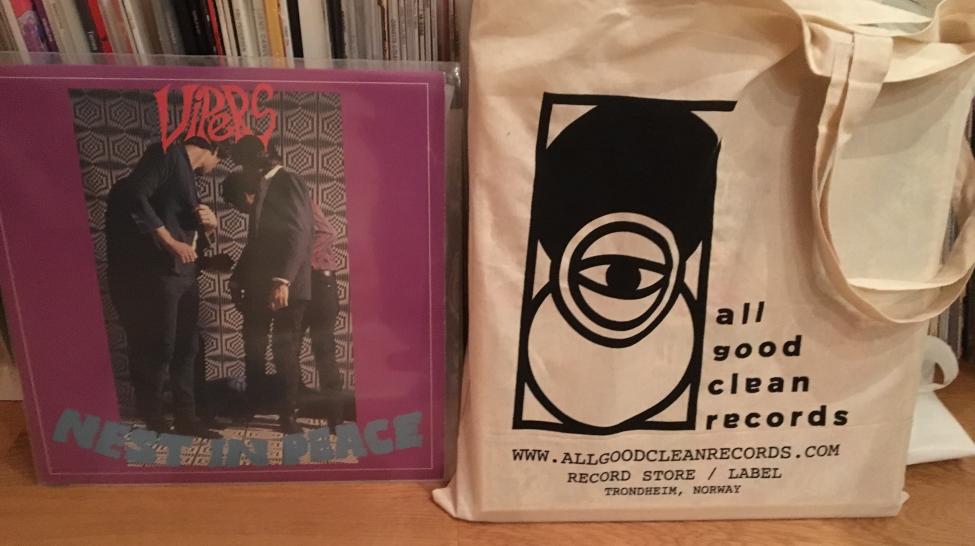 VIPERS
NEST IN PEACE
all
good
clean
records
WWW.ALLGOODCLEANRECORDS.COM
RECORD STORE / LABEL
TRONDHEIM, NORWAY